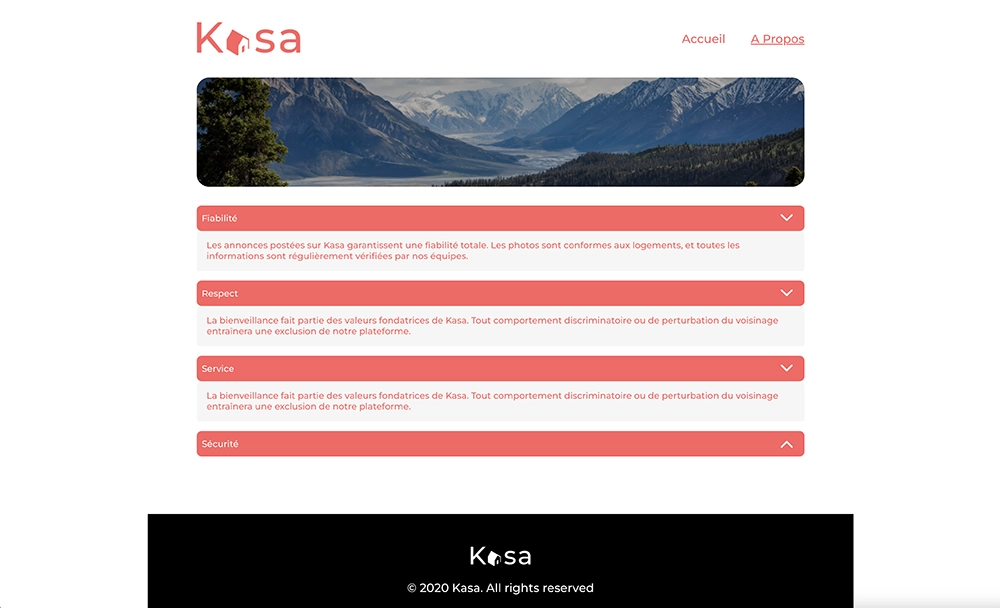 Kasa
Accueil
A Propos
Fiabilité
Les annonces postées sur Kasa garantissent une fiabilité totale. Les photos sont conformes aux logements, et toutes les
informations sont régulièrement vérifiées par nos équipes.
Respect
La bienveillance fait partie des valeurs fondatrices de Kasa. Tout comportement discriminatoire ou de perturbation du voisinage
entraînera une exclusion de notre plateforme.
Service
La bienveillance fait partie des valeurs fondatrices de Kasa. Tout comportement discriminatoire ou de perturbation du voisinage
entraînera une exclusion de notre plateforme.
Sécurité
Kasa
© 2020 Kasa. All rights reserved